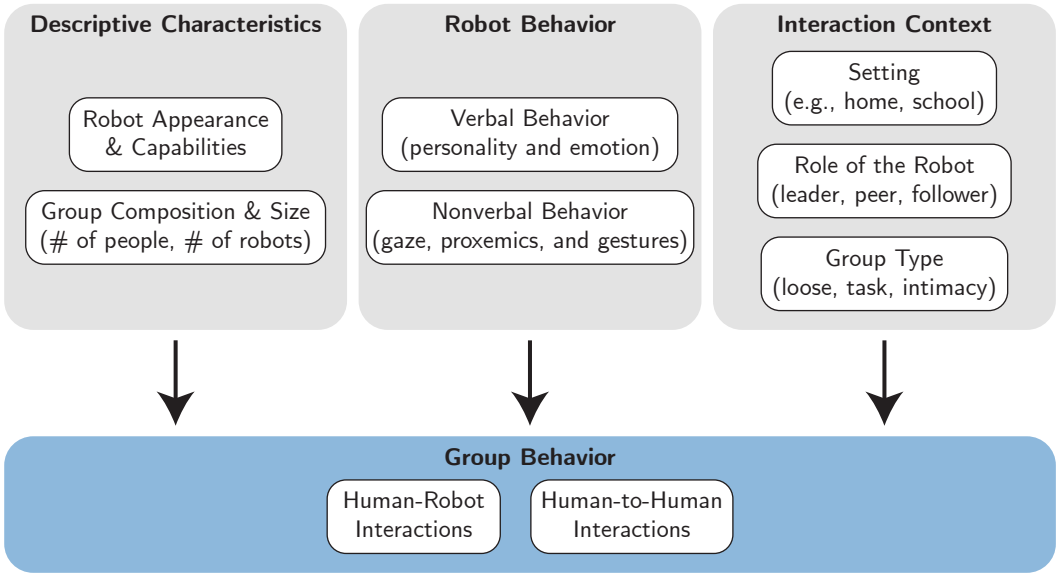 Descriptive Characteristics
Robot Appearance
& Capabilities
Group Composition & Size
(# of people, # of robots)
Robot Behavior
Verbal Behavior
(personality and emotion)
Nonverbal Behavior
(gaze, proxemics, and gestures)
Interaction Context
Setting
(e.g., home, school)
Role of the Robot
(leader, peer, follower)
Group Type
(loose, task, intimacy)
Group Behavior
Human-Robot
Interactions
Human-to-Human
Interactions